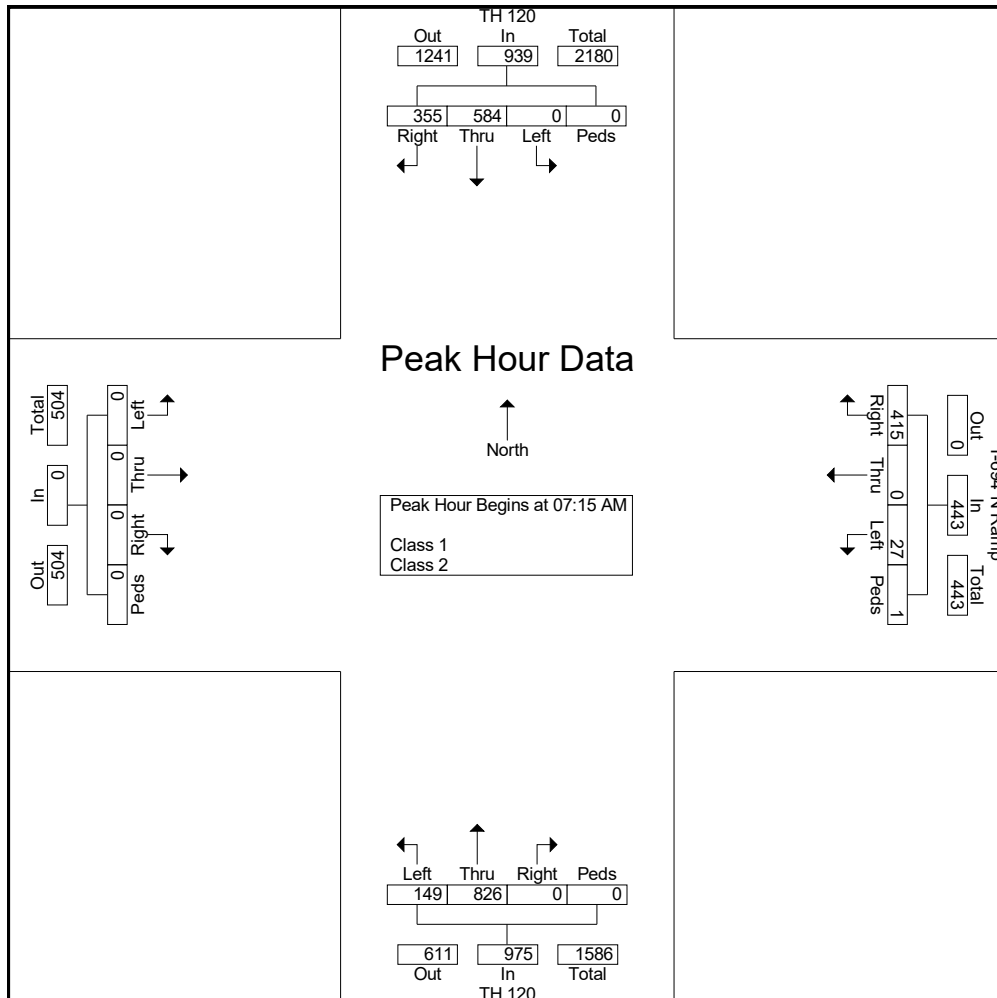 TH 120
Out In Total
1241 939 2180
355 584 0 0
Right Thru Left Peds
Peak Hour Data
North
Peak Hour Begins at 07:15 AM
Class 1
Class 2
Total In Out
504 0 504
0 0 0 0
Left Thru Right Peds
Out In Total
0 443 443
415 0 27 1
Right Thru Left Peds
Left Thru Right Peds
149 826 0 0
611 975 1586
Out In Total
TH 120